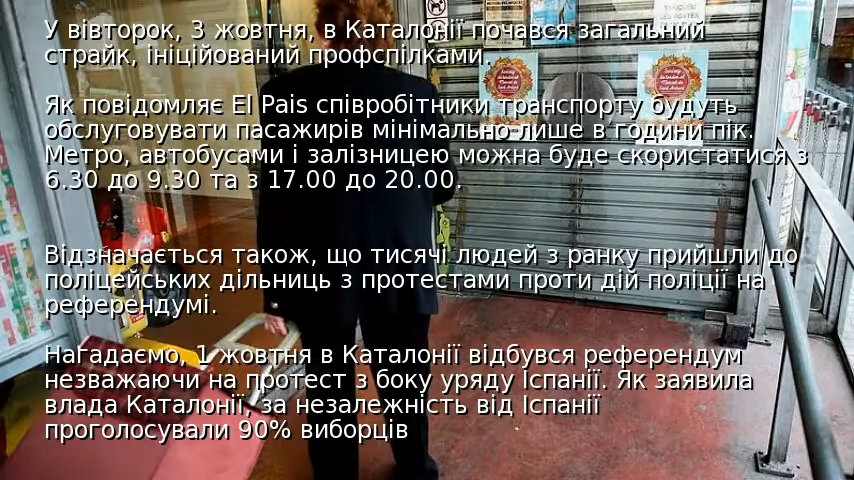 У вівторок, 3 жовтня, в Каталонії почався загальний
страйк, ініційований профспілками.
Як повідомляє El Pais співробітники транспорту будуть
обслуговувати пасажирів мінімально лише в години пік.
Метро, автобусами і залізницею можна буде скористатися з
6.30 до 9.30 та з 17.00 до 20.00.
Відзначається також, що тисячі людей з ранку прийшли до
поліцейських дільниць з протестами проти дій поліції на
референдумі.
Нагадаємо, 1 жовтня в Каталонії відбувся референдум
незважаючи на протест з боку уряду Іспанії. Як заявила
влада Каталонії, за незалежність від Іспанії
проголосували 90% виборців